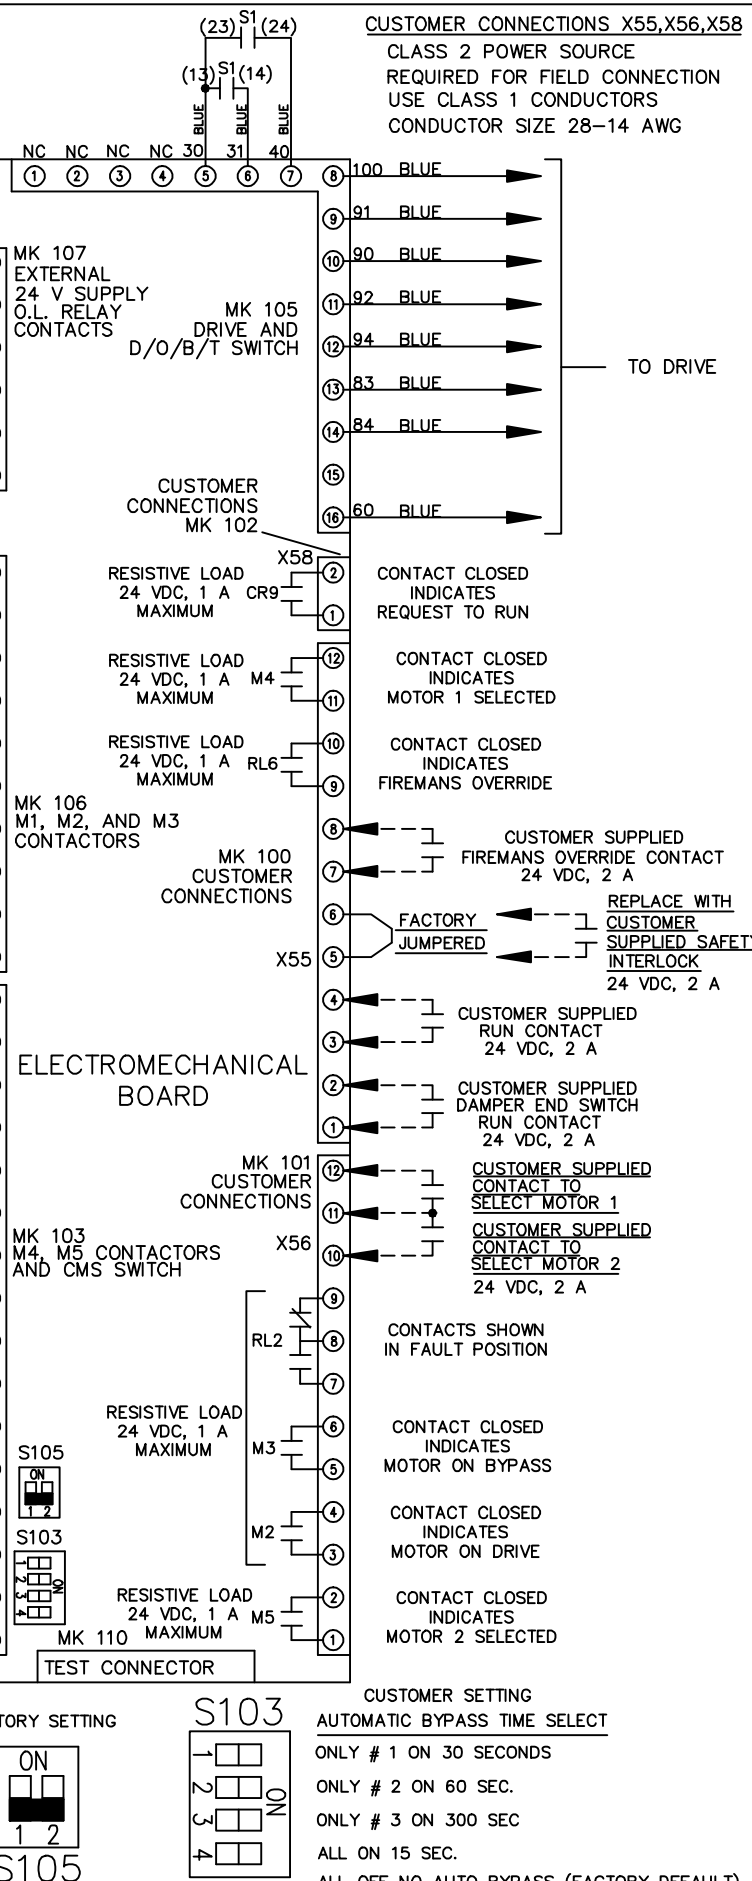 CUSTOMER CONNECTIONS X55,X56,X58
CLASS 2 POWER SOURCE
REQUIRED FOR FIELD CONNECTION
USE CLASS 1 CONDUCTORS
CONDUCTOR SIZE 28-14 AWG
(23) S1 (24)
(13) S1 (14)
BLUE BLUE BLUE
NC NC NC NC 30 31 40
1 2 3 4 5 6 7 8 100 BLUE
9 91 BLUE
10 90 BLUE
11 92 BLUE
12 94 BLUE
13 83 BLUE
14 84 BLUE
15
16 60 BLUE
TO DRIVE
MK 107
EXTERNAL
24 V SUPPLY
O.L. RELAY
CONTACTS
MK 105
DRIVE AND
D/O/B/T SWITCH
CUSTOMER
CONNECTIONS
MK 102
X58
RESISTIVE LOAD
24 VDC, 1 A
MAXIMUM
CR9
2
1
CONTACT CLOSED
INDICATES
REQUEST TO RUN
RESISTIVE LOAD
24 VDC, 1 A
MAXIMUM
M4
12
11
CONTACT CLOSED
INDICATES
MOTOR 1 SELECTED
RESISTIVE LOAD
24 VDC, 1 A
MAXIMUM
RL6
10
9
CONTACT CLOSED
INDICATES
FIREMANS OVERRIDE
MK 106
M1, M2, AND M3
CONTACTORS
MK 100
CUSTOMER
CONNECTIONS
8
7
CUSTOMER SUPPLIED
FIREMANS OVERRIDE CONTACT
24 VDC, 2 A
X55
6
5
FACTORY
JUMPERED
REPLACE WITH
CUSTOMER
SUPPLIED SAFETY
INTERLOCK
24 VDC, 2 A
4
3
CUSTOMER SUPPLIED
RUN CONTACT
24 VDC, 2 A
ELECTROMECHANICAL
BOARD
2
1
CUSTOMER SUPPLIED
DAMPER END SWITCH
RUN CONTACT
24 VDC, 2 A
MK 101
CUSTOMER
CONNECTIONS
X56
12
11
10
CUSTOMER SUPPLIED
CONTACT TO
SELECT MOTOR 1
CUSTOMER SUPPLIED
CONTACT TO
SELECT MOTOR 2
24 VDC, 2 A
MK 103
M4, M5 CONTACTORS
AND CMS SWITCH
RL2
9
8
7
CONTACTS SHOWN
IN FAULT POSITION
RESISTIVE LOAD
24 VDC, 1 A
MAXIMUM
M3
6
5
CONTACT CLOSED
INDICATES
MOTOR ON BYPASS
M2
4
3
CONTACT CLOSED
INDICATES
MOTOR ON DRIVE
S105
ON
1 2
S103
1
2
3
4
ON
RESISTIVE LOAD
24 VDC, 1 A
MAXIMUM
M5
2
1
CONTACT CLOSED
INDICATES
MOTOR 2 SELECTED
MK 110
TEST CONNECTOR
TORY SETTING
ON
1 2
S105
S103
1
2
3
4
ON
CUSTOMER SETTING
AUTOMATIC BYPASS TIME SELECT
ONLY # 1 ON 30 SECONDS
ONLY # 2 ON 60 SEC.
ONLY # 3 ON 300 SEC
ALL ON 15 SEC.
ALL OFF NO AUTO BYPASS (FACTORY DEFAULT)